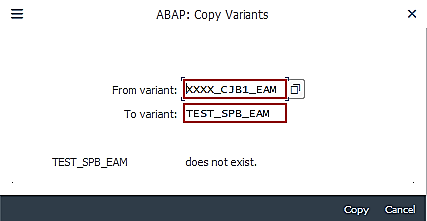 ABAP: Copy Variants
From variant: XXXX_CJB1_EAM
To variant: TEST_SPB_EAM
TEST_SPB_EAM does not exist.
Copy Cancel